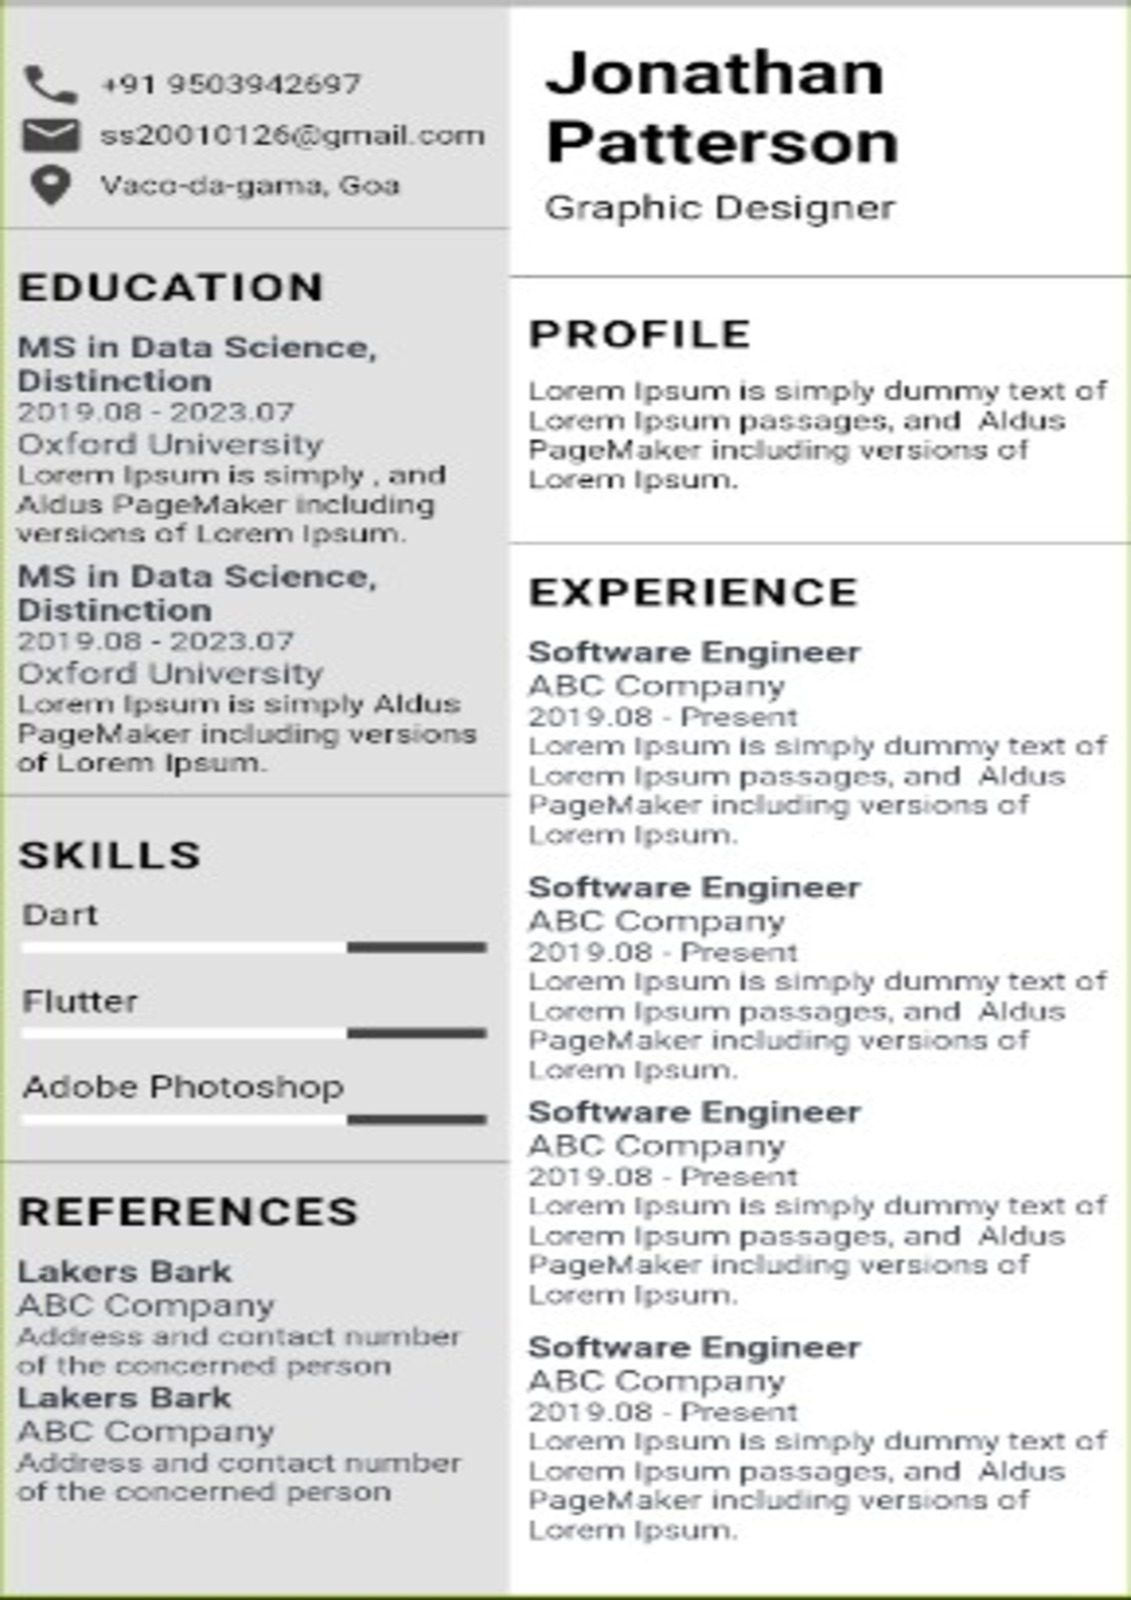 +91 9503942697
ss20010126@gmail.com
Vaco-da-gama, Goa
EDUCATION
MS in Data Science,
Distinction
2019.08 - 2023.07
Oxford University
Lorem Ipsum is simply , and
Aldus PageMaker including
versions of Lorem Ipsum.
MS in Data Science,
Distinction
2019.08 - 2023.07
Oxford University
Lorem Ipsum is simply Aldus
PageMaker including versions
of Lorem Ipsum.
SKILLS
Dart
Flutter
Adobe Photoshop
REFERENCES
Lakers Bark
ABC Company
Address and contact number
of the concerned person
Lakers Bark
ABC Company
Address and contact number
of the concerned person
Jonathan
Patterson
Graphic Designer
PROFILE
Lorem Ipsum is simply dummy text of
Lorem Ipsum passages, and  Aldus
PageMaker including versions of
Lorem Ipsum.
EXPERIENCE
Software Engineer
ABC Company
2019.08 - Present
Lorem Ipsum is simply dummy text of
Lorem Ipsum passages, and  Aldus
PageMaker including versions of
Lorem Ipsum.
Software Engineer
ABC Company
2019.08 - Present
Lorem Ipsum is simply dummy text of
Lorem Ipsum passages, and  Aldus
PageMaker including versions of
Lorem Ipsum.
Software Engineer
ABC Company
2019.08 - Present
Lorem Ipsum is simply dummy text of
Lorem Ipsum passages, and  Aldus
PageMaker including versions of
Lorem Ipsum.
Software Engineer
ABC Company
2019.08 - Present
Lorem Ipsum is simply dummy text of
Lorem Ipsum passages, and  Aldus
PageMaker including versions of
Lorem Ipsum.